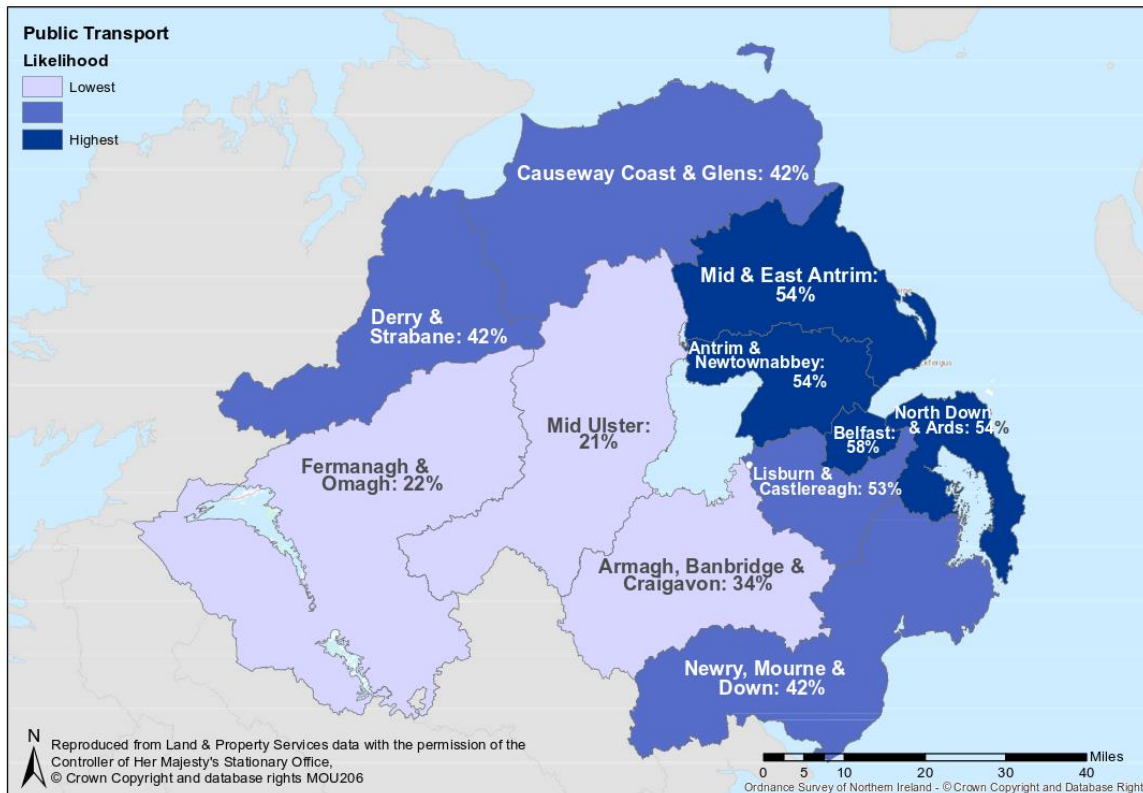 Public Transport
Likelihood
Lowest
Highest
Causeway Coast & Glens: 42%
Mid & East Antrim:
54%
Derry &
Strabane: 42%
Antrim &
Newtownabbey:
54%
North Down
& Ards: 54%
Belfast:
58%
Mid Ulster:
21%
Fermanagh &
Omagh: 22%
Lisburn &
Castlereagh: 53%
Armagh, Banbridge &
Craigavon: 34%
Newry, Mourne &
Down: 42%
N
Reproduced from Land & Property Services data with the permission of the
Controller of Her Majesty's Stationary Office,
© Crown Copyright and database rights MOU206
Miles
0 5 10 20 30 40
Ordnance Survey of Northern Ireland - © Crown Copyright and Database Right